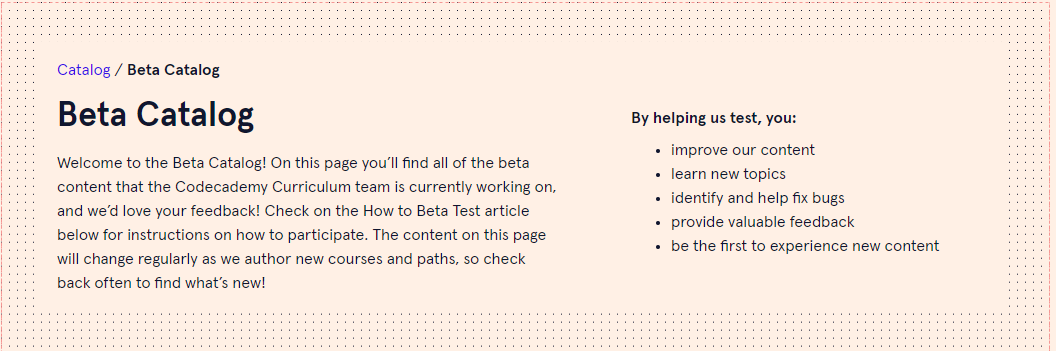 Catalog / Beta Catalog
Beta Catalog
Welcome to the Beta Catalog! On this page you’ll find all of the beta
content that the Codecademy Curriculum team is currently working on,
and we’d love your feedback! Check on the How to Beta Test article
below for instructions on how to participate. The content on this page
will change regularly as we author new courses and paths, so check
back often to find what’s new!
By helping us test, you:
• improve our content
• learn new topics
• identify and help fix bugs
• provide valuable feedback
• be the first to experience new content